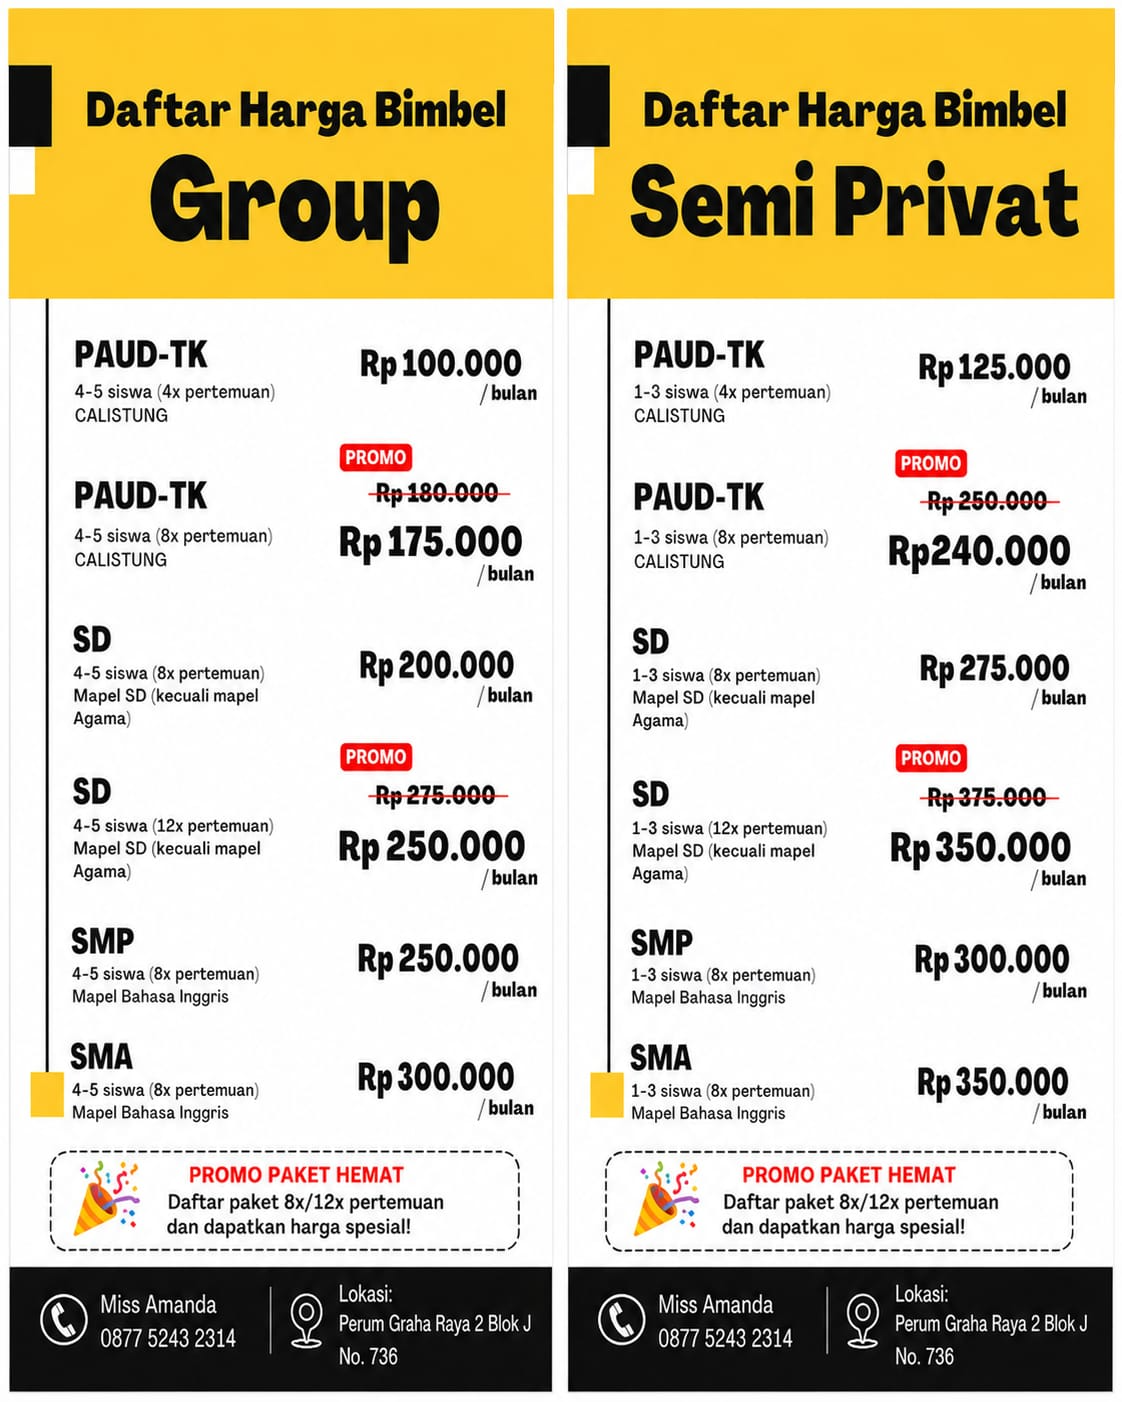 Daftar Harga Bimbel
Group
PAUD-TK
4-5 siswa (4x pertemuan)
CALISTUNG
Rp 100.000
/ bulan
PROMO
PAUD-TK
4-5 siswa (8x pertemuan)
CALISTUNG
Rp 180.000
Rp 175.000
/ bulan
SD
4-5 siswa (8x pertemuan)
Mapel SD (kecuali mapel
Agama)
Rp 200.000
/ bulan
PROMO
SD
4-5 siswa (12x pertemuan)
Mapel SD (kecuali mapel
Agama)
Rp 275.000
Rp 250.000
/ bulan
SMP
4-5 siswa (8x pertemuan)
Mapel Bahasa Inggris
Rp 250.000
/ bulan
SMA
4-5 siswa (8x pertemuan)
Mapel Bahasa Inggris
Rp 300.000
/ bulan
PROMO PAKET HEMAT
Daftar paket 8x/12x pertemuan
dan dapatkan harga spesial!
Miss Amanda
0877 5243 2314
Lokasi:
Perum Graha Raya 2 Blok J
No. 736
Daftar Harga Bimbel
Semi Privat
PAUD-TK
1-3 siswa (4x pertemuan)
CALISTUNG
Rp 125.000
/ bulan
PROMO
PAUD-TK
1-3 siswa (8x pertemuan)
CALISTUNG
Rp 250.000
Rp240.000
/ bulan
SD
1-3 siswa (8x pertemuan)
Mapel SD (kecuali mapel
Agama)
Rp 275.000
/ bulan
PROMO
SD
1-3 siswa (12x pertemuan)
Mapel SD (kecuali mapel
Agama)
Rp 375.000
Rp 350.000
/ bulan
SMP
1-3 siswa (8x pertemuan)
Mapel Bahasa Inggris
Rp 300.000
/ bulan
SMA
1-3 siswa (8x pertemuan)
Mapel Bahasa Inggris
Rp 350.000
/ bulan
PROMO PAKET HEMAT
Daftar paket 8x/12x pertemuan
dan dapatkan harga spesial!
Miss Amanda
0877 5243 2314
Lokasi:
Perum Graha Raya 2 Blok J
No. 736